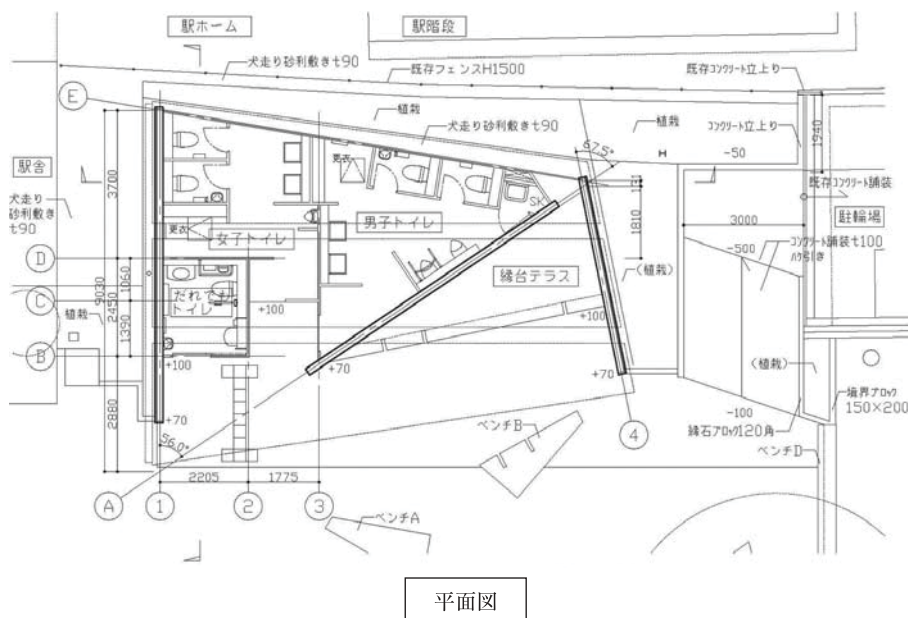 駅ホーム
駅階段
犬走り砂利敷きt90
既存フェンスH1500
既存コンクリート立上り
E
植栽
犬走り砂利敷きt90
植栽
コンクリート立上り
1940
67.5°
H
-50
駅舎
更衣
既存コンクリート舗装
犬走り
砂利敷き
t90
3700
SK
駐輪場
更衣
女子トイレ
男子トイレ
1810
3000
コンクリート舗装t100
ハケ引き
-500
D
縁台テラス
(植栽)
9030
2450
1060
だれでも
トイレ
C
+100
+100
植栽
1390
B
+100
+70
+70
(植栽)
境界ブロック
150×200
2880
+70
-100
縁石ブロック120角
56.0°
ベンチB
4
ベンチD
2205
1775
A
1
2
3
ベンチA
平面図